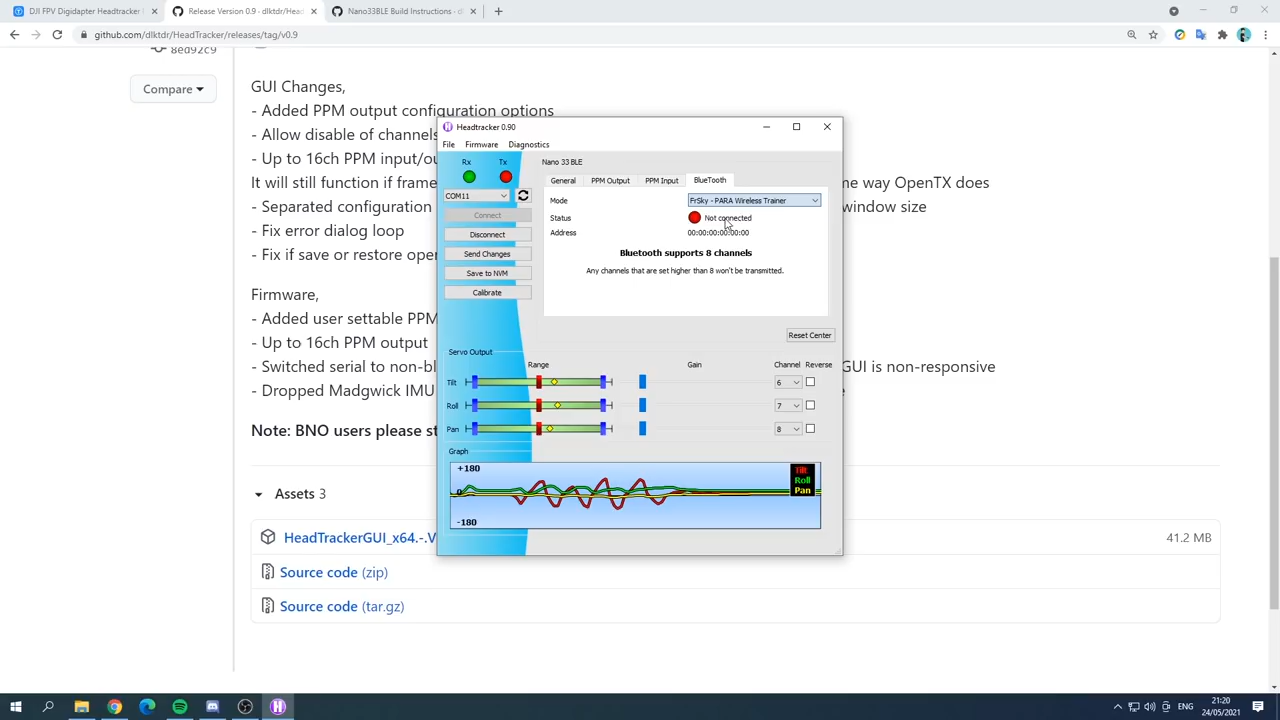 DJI FPV Digidapter Headtracker
Release Version 0.9 - dlktdr/Head
Nano33BLE Build Instructions - d
github.com/dlktdr/HeadTracker/releases/tag/v0.9
8ed92c9
Compare
GUI Changes,
- Added PPM output configuration options
- Allow disable of channels
- Up to 16ch PPM input/ou
It will still function if frame
me way OpenTX does
- Separated configuration
window size
- Fix error dialog loop
- Fix if save or restore oper
Firmware,
- Added user settable PPM
- Up to 16ch PPM output
- Switched serial to non-bl
GUI is non-responsive
- Dropped Madgwick IMU
Note: BNO users please st
Assets 3
HeadTrackerGUI_x64.-.V
41.2 MB
Source code (zip)
Source code (tar.gz)
Headtracker 0.90
File Firmware Diagnostics
Rx Tx
COM11
Connect
Disconnect
Send Changes
Save to NVM
Calibrate
Nano 33 BLE
General PPM Output PPM Input BlueTooth
Mode FrSky - PARA Wireless Trainer
Status Not connected
Address 00:00:00:00:00:00
Bluetooth supports 8 channels
Any channels that are set higher than 8 won't be transmitted.
Reset Center
Servo Output
Range Gain Channel Reverse
Tilt 6
Roll 7
Pan 8
Graph
+180
0
-180
Tilt
Roll
Pan
ENG
21:20
24/05/2021